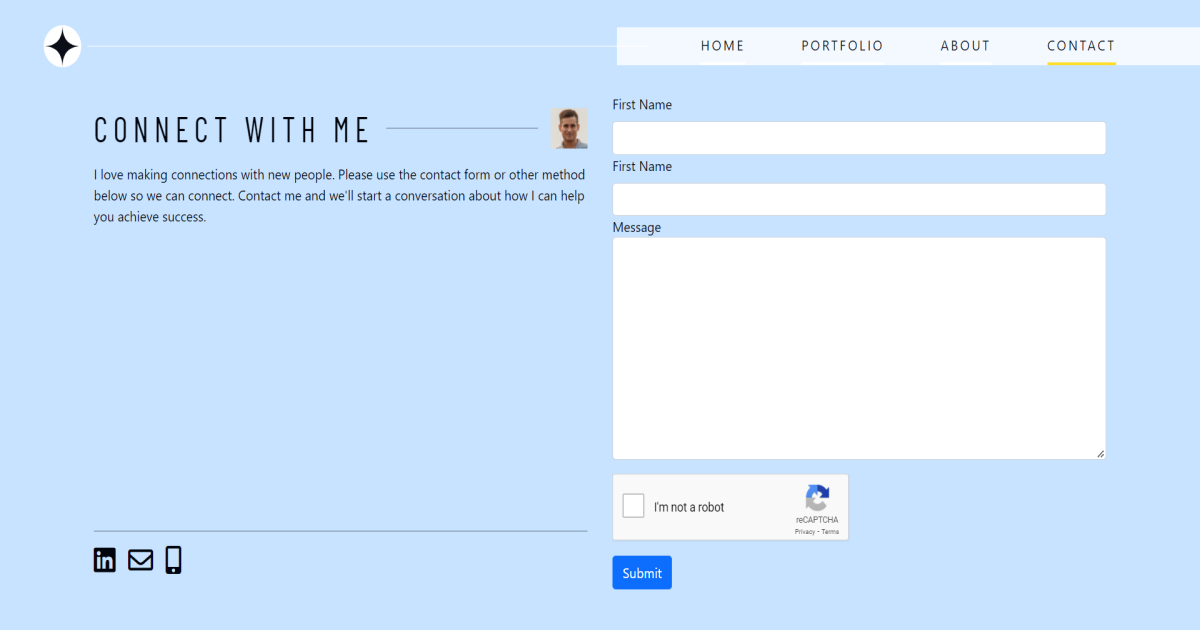 HOME PORTFOLIO ABOUT CONTACT
CONNECT WITH ME
I love making connections with new people. Please use the contact form or other method
below so we can connect. Contact me and we'll start a conversation about how I can help
you achieve success.
in
First Name
First Name
Message
I'm not a robot
reCAPTCHA
Privacy - Terms
Submit